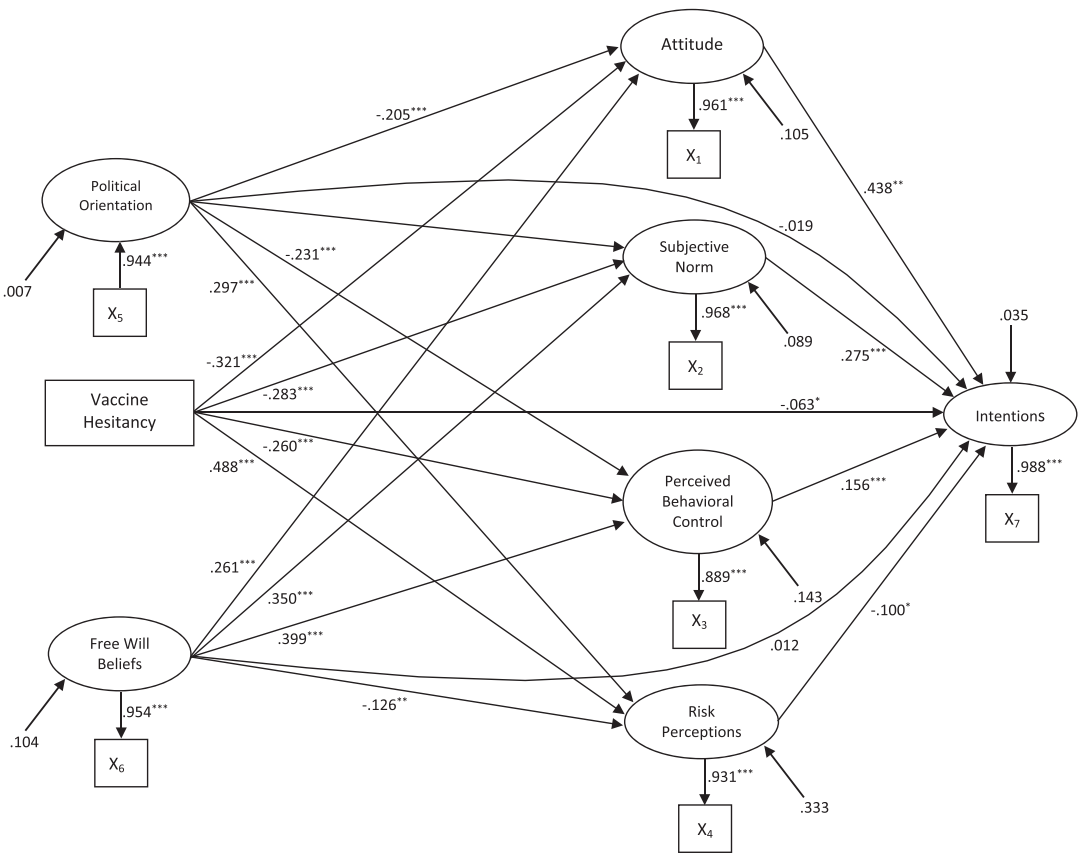 Attitude
.961***
-.205***
.105
X₁
Political
Orientation
.438**
-.019
Subjective
Norm
-.231***
.944***
.297***
.007
X₅
.968***
.035
.089
.275***
-.321***
X₂
-.283***
Vaccine
Hesitancy
-.063*
Intentions
-.260***
.488***
.988***
Perceived
Behavioral
Control
.156***
X₇
.261***
.889***
.350***
.143
-.100*
.399***
X₃
Free Will
Beliefs
.012
-.126**
.954***
Risk
Perceptions
.104
X₆
.931***
.333
X₄